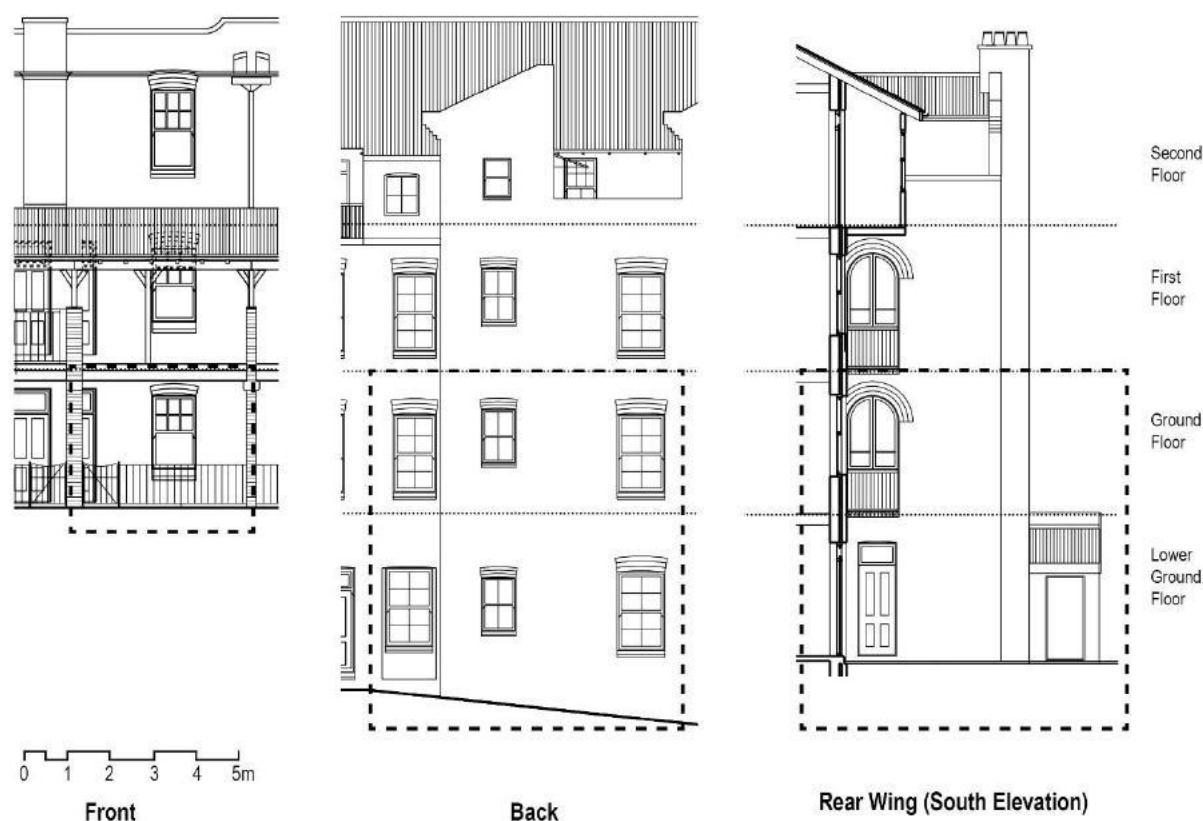 Second
Floor
First
Floor
Ground
Floor
Lower
Ground
Floor
0 1 2 3 4 5m
Front
Back
Rear Wing (South Elevation)